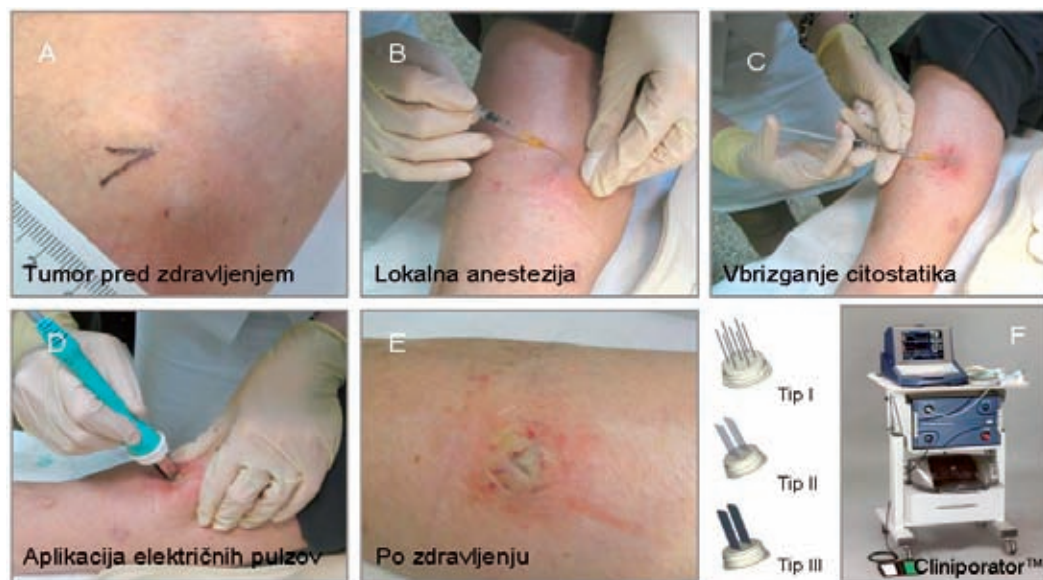 A
Tumor pred zdravljenjem
B
Lokalna anestezija
C
Vbrizganje citostatika
D
Aplikacija električnih pulzov
E
Po zdravljenju
Tip I
Tip II
Tip III
F
Cliniporator™